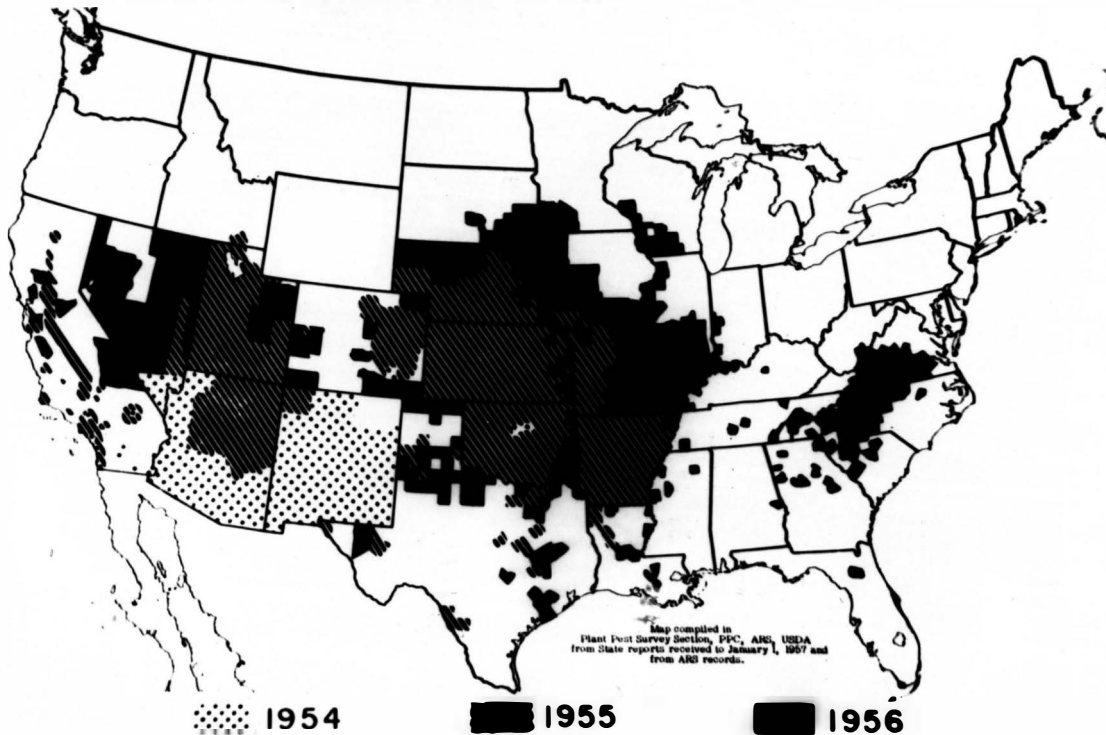 Map compiled in
Plant Pest Survey Section, PPC, ARS, USDA
from State reports received to January 1, 1957 and
from ARS records.
1954
1955
1956